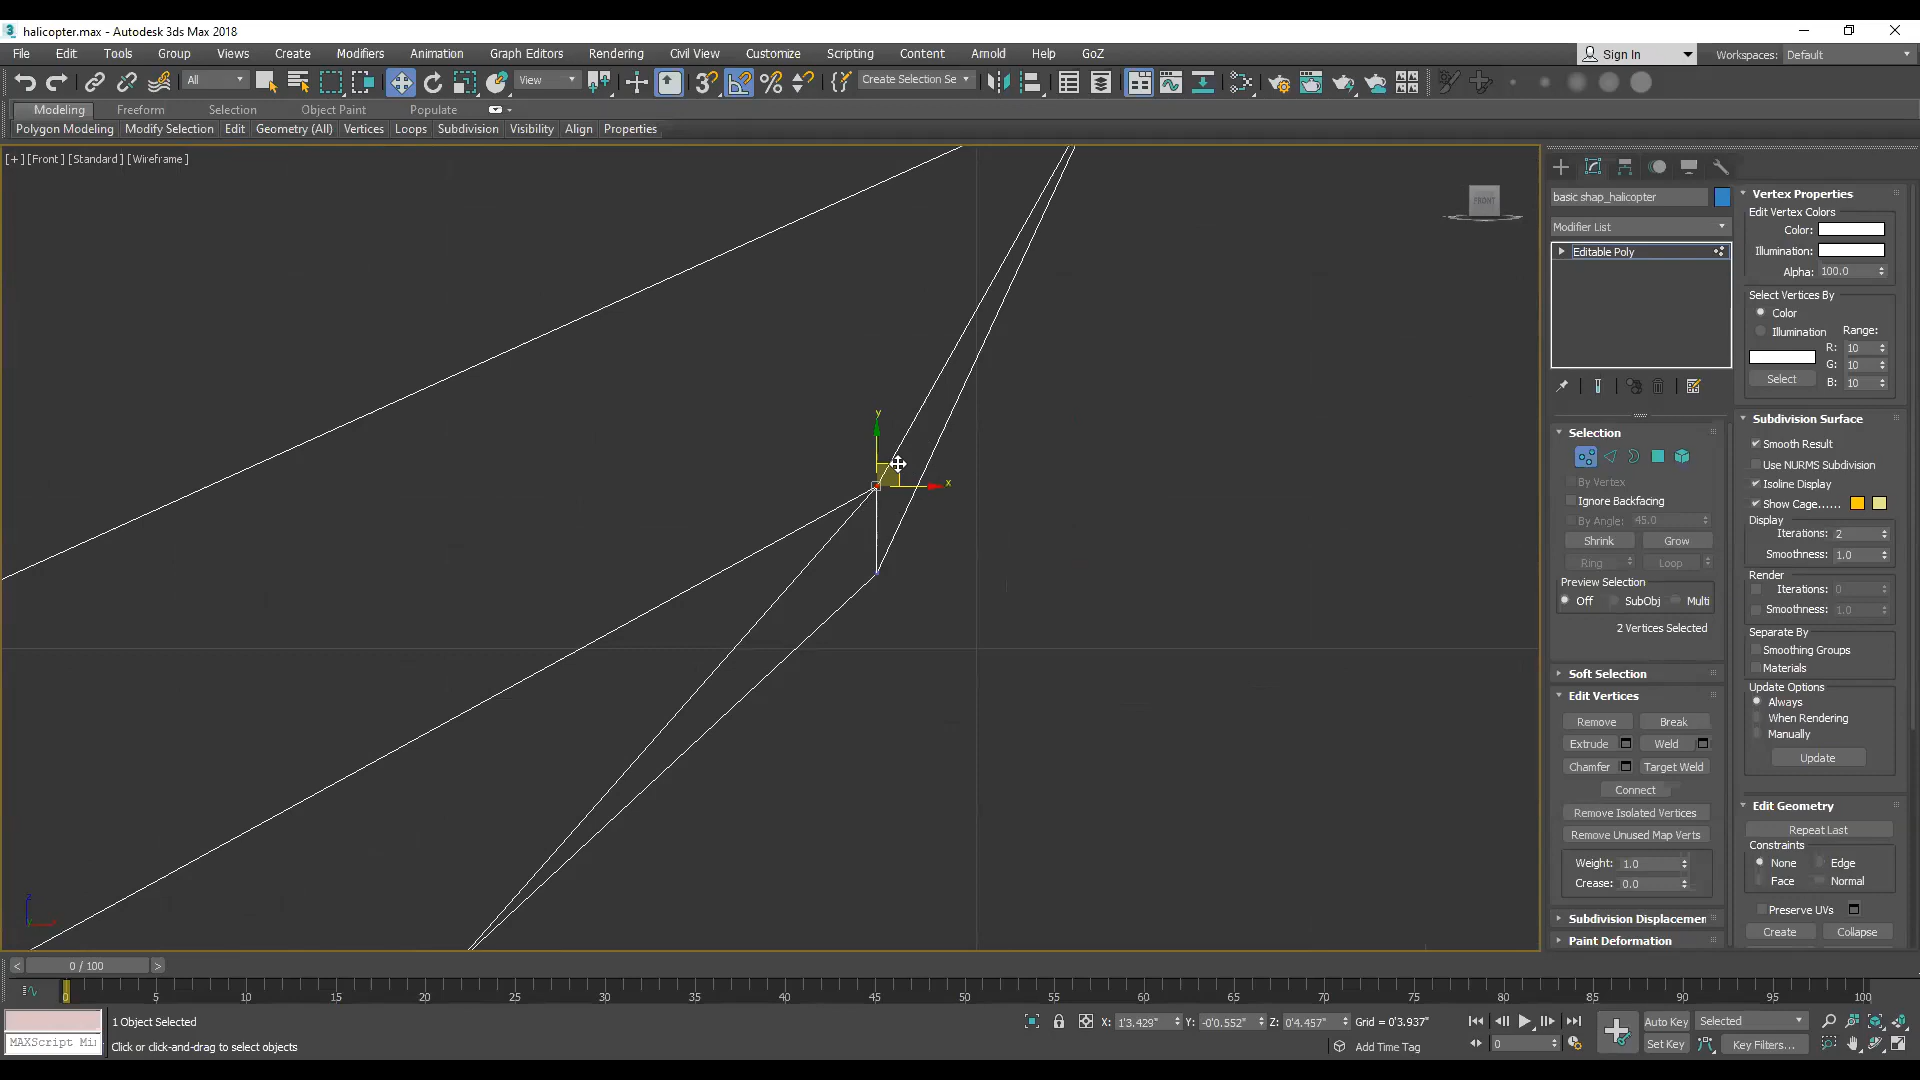 halicopter.max - Autodesk 3ds Max 2018
File Edit Tools Group Views Create Modifiers Animation Graph Editors Rendering Civil View Customize Scripting Content Arnold Help GoZ
Sign In Workspaces: Default
All View Create Selection Se
Modeling Freeform Selection Object Paint Populate
Polygon Modeling Modify Selection Edit Geometry (All) Vertices Loops Subdivision Visibility Align Properties
[+] [Front] [Standard] [Wireframe]
FRONT
y
x
basic shap_halicopter
Modifier List
Editable Poly
Selection
By Vertex
Ignore Backfacing
By Angle: 45.0
Shrink Grow
Ring Loop
Preview Selection
Off SubObj Multi
2 Vertices Selected
Soft Selection
Edit Vertices
Remove Break
Extrude Weld
Chamfer Target Weld
Connect
Remove Isolated Vertices
Remove Unused Map Verts
Weight: 1.0
Crease: 0.0
Subdivision Displacemen
Paint Deformation
Vertex Properties
Edit Vertex Colors
Color:
Illumination:
Alpha: 100.0
Select Vertices By
Color
Illumination Range:
R: 10
G: 10
B: 10
Select
Subdivision Surface
Smooth Result
Use NURMS Subdivision
Isoline Display
Show Cage......
Display
Iterations: 2
Smoothness: 1.0
Render
Iterations: 0
Smoothness: 1.0
Separate By
Smoothing Groups
Materials
Update Options
Always
When Rendering
Manually
Update
Edit Geometry
Repeat Last
Constraints
None Edge
Face Normal
Preserve UVs
Create Collapse
< 0 / 100 >
0 5 10 15 20 25 30 35 40 45 50 55 60 65 70 75 80 85 90 95 100
1 Object Selected
X: 1'3.429" Y: -0'0.552" Z: 0'4.457" Grid = 0'3.937"
Auto Key Selected
MAXScript Mi
Click or click-and-drag to select objects
Add Time Tag
0
Set Key Key Filters...